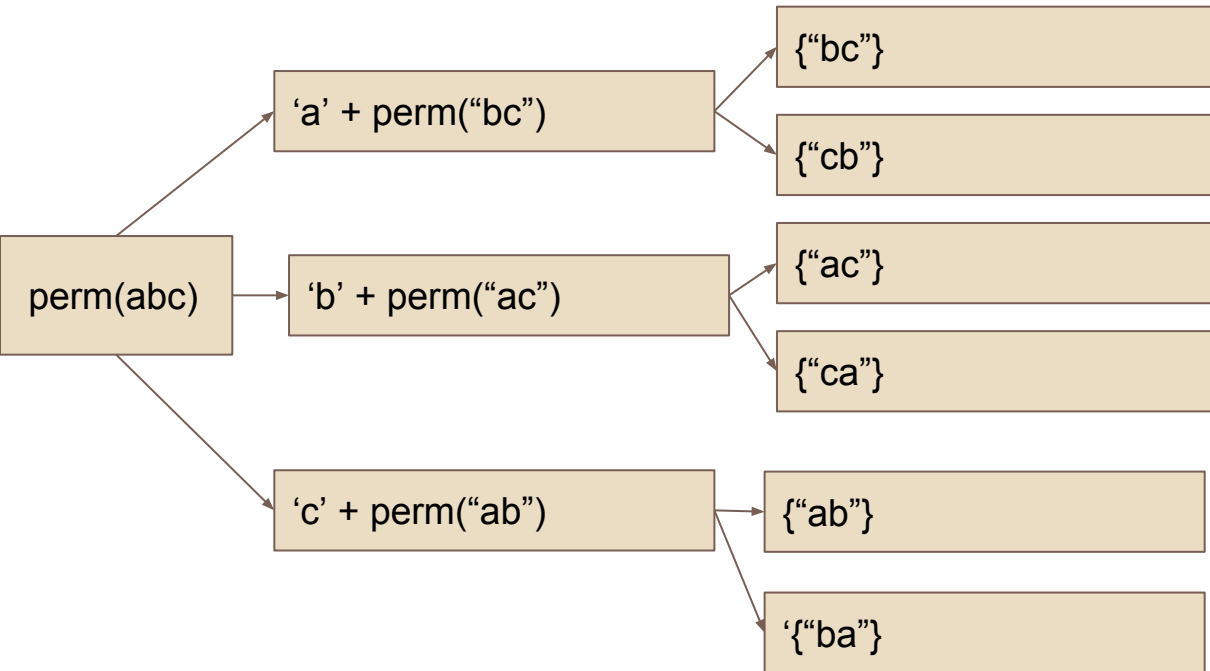 {“bc”}
‘a’ + perm(“bc”)
{“cb”}
{“ac”}
perm(abc)
‘b’ + perm(“ac”)
{“ca”}
‘c’ + perm(“ab”)
{“ab”}
‘{“ba”}